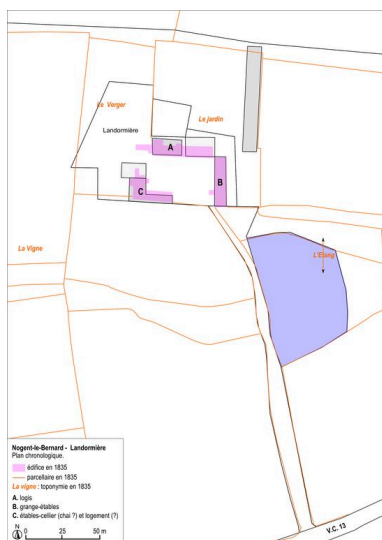 Le Verger
Le jardin
Landormière
A
B
C
La Vigne
L'Etang
Nogent-le-Bernard - Landormière
Plan chronologique.
édifice en 1835
parcellaire en 1835
La vigne : toponymie en 1835
A. logis
B. grange-étables
C. étables-cellier (chai ?) et logement (?)
N
0 25 50 m
V.C. 13